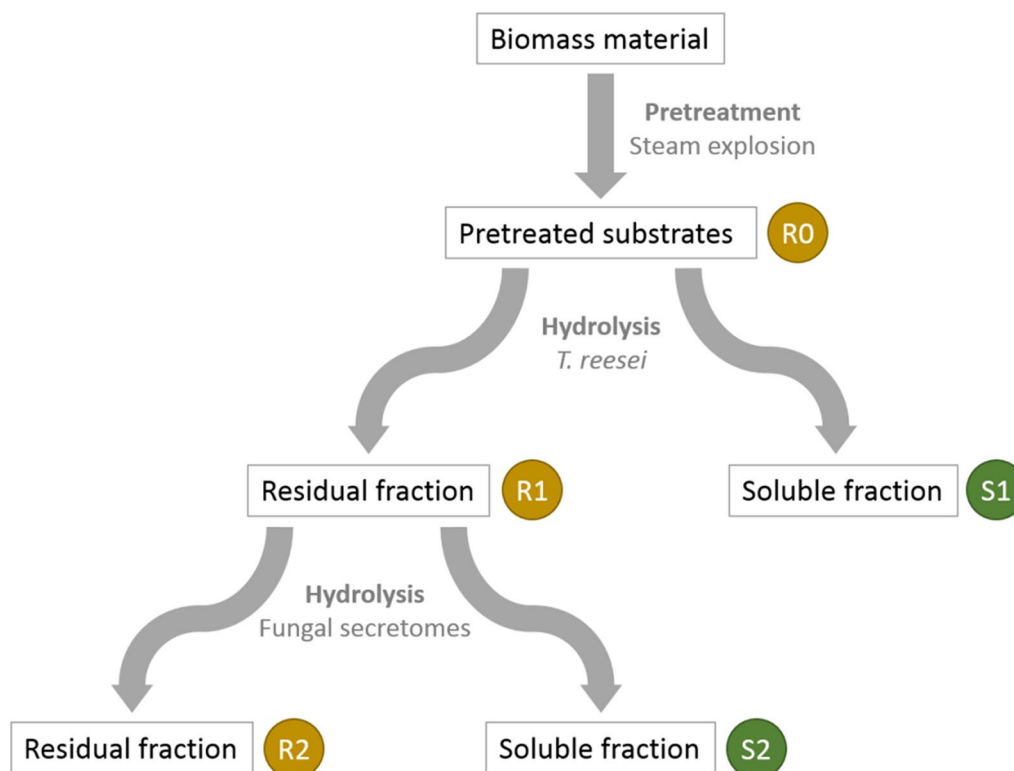 Biomass material
Pretreatment
Steam explosion
Pretreated substrates
R0
Hydrolysis
T. reesei
Residual fraction
R1
Soluble fraction
S1
Hydrolysis
Fungal secretomes
Residual fraction
R2
Soluble fraction
S2